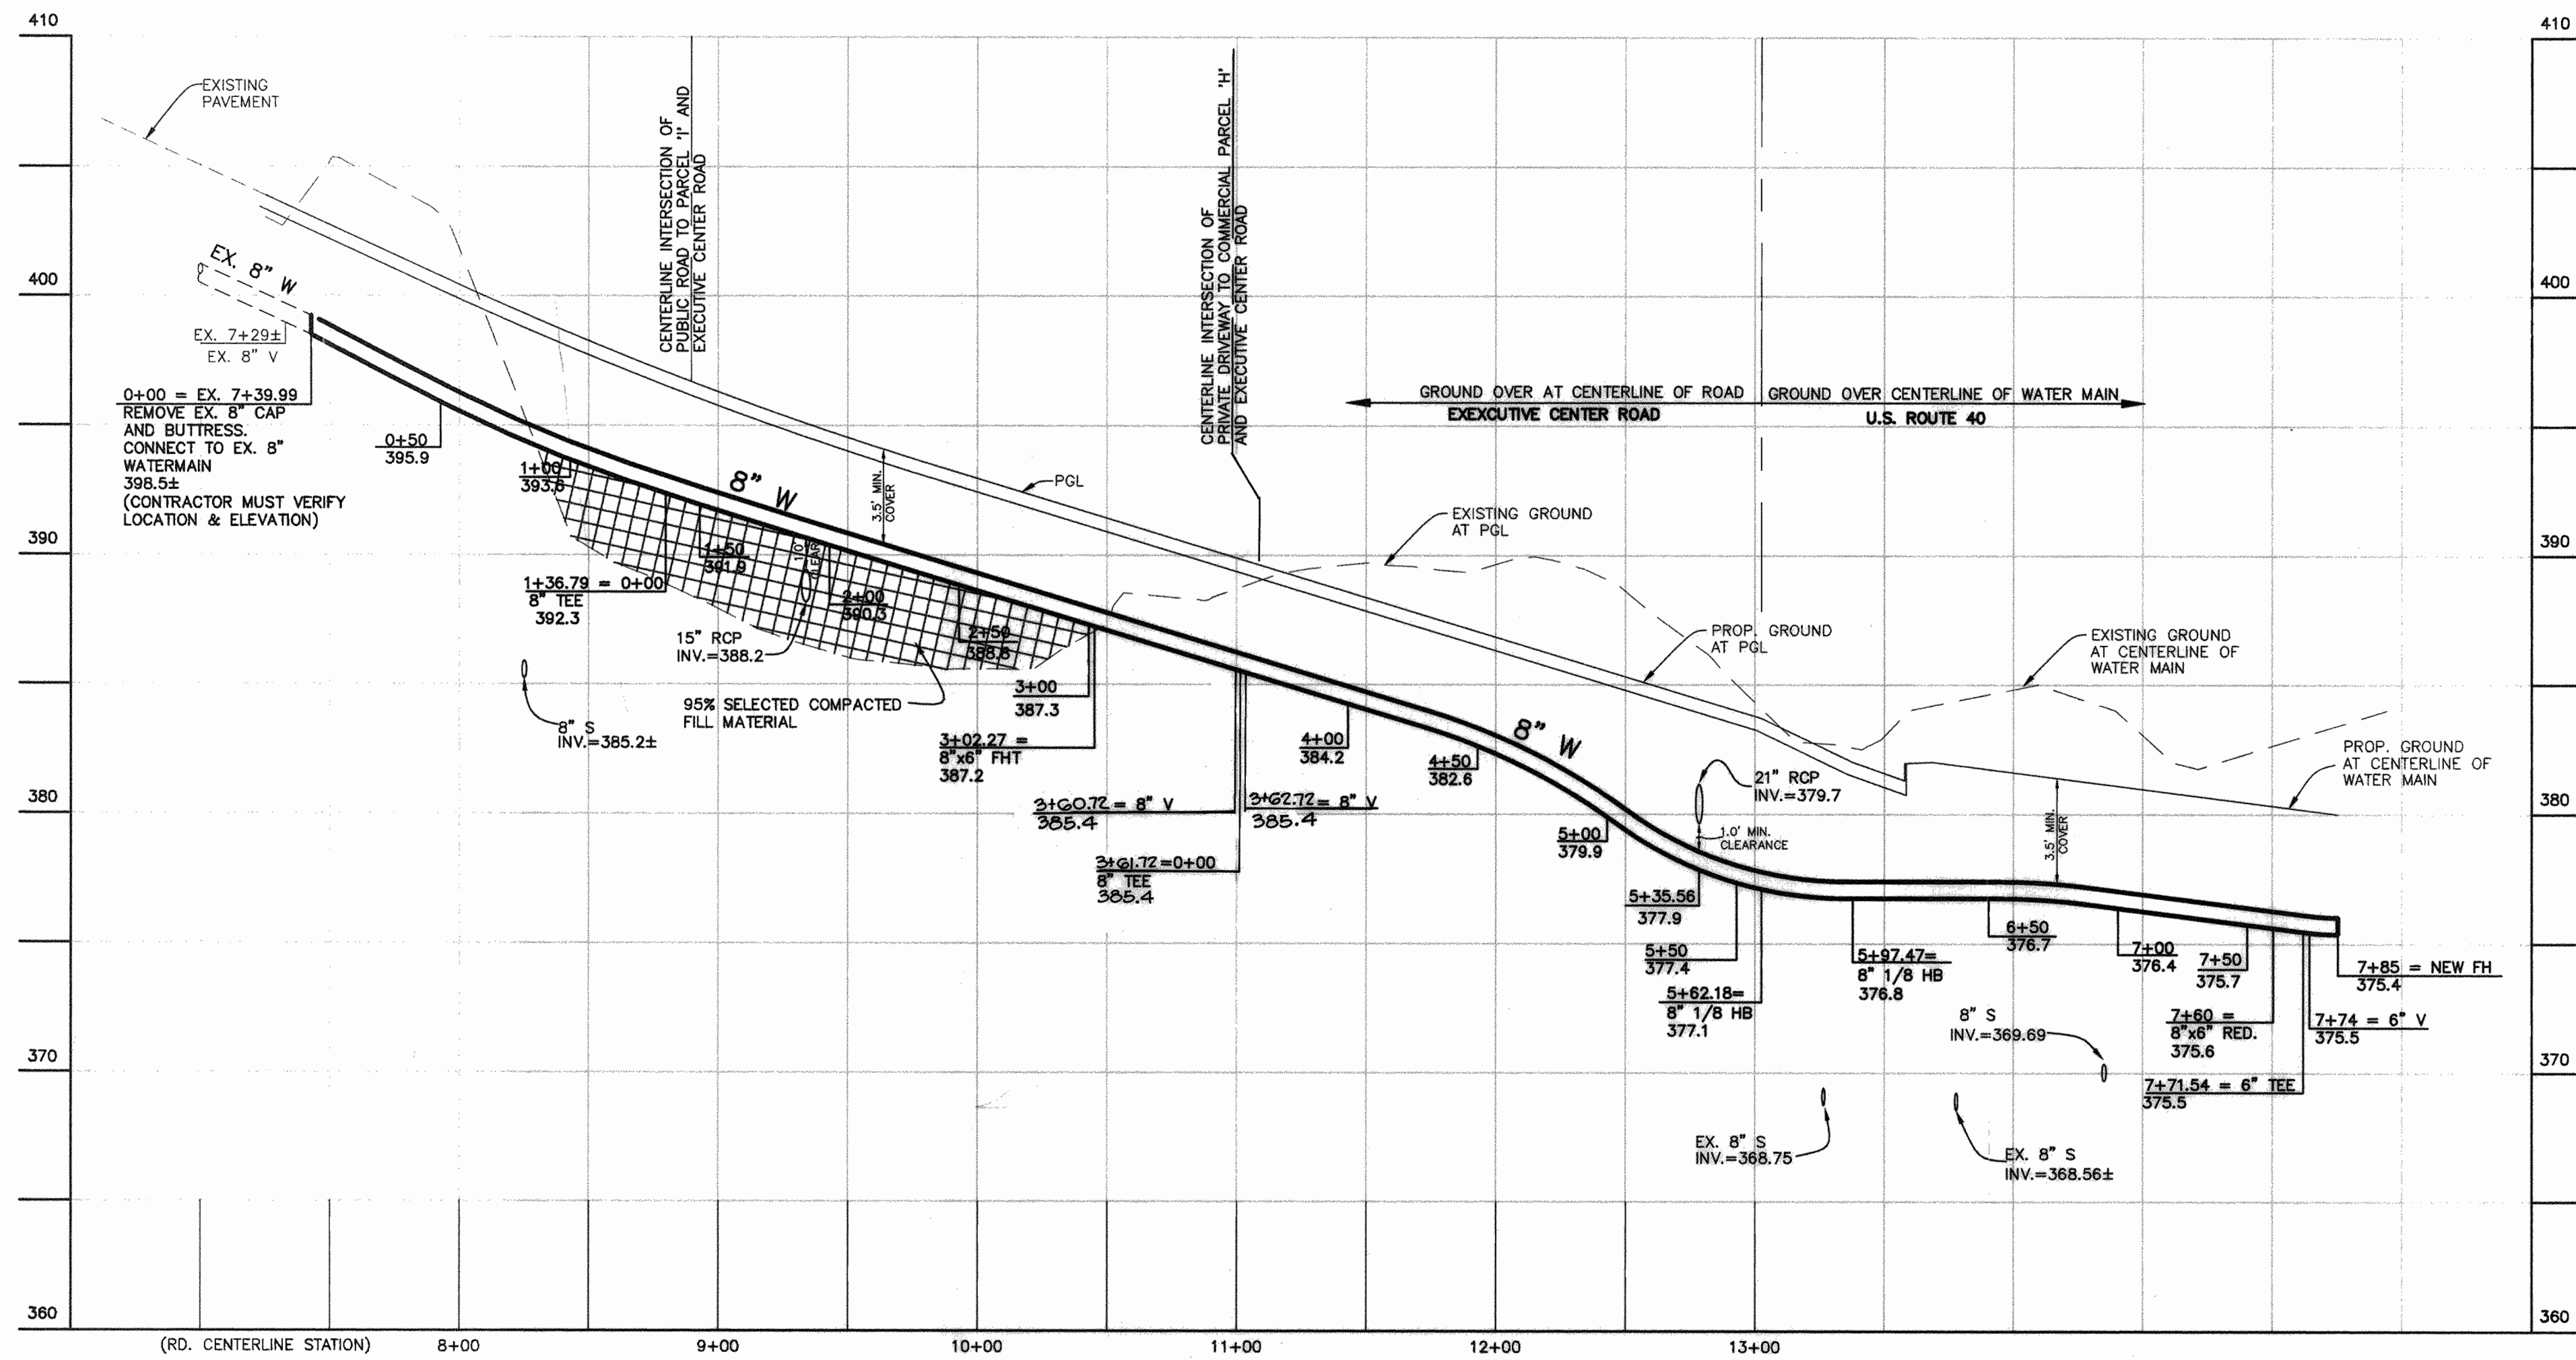 410
410
EXISTING
PAVEMENT
CENTERLINE INTERSECTION OF
PUBLIC ROAD TO PARCEL 'I' AND
EXECUTIVE CENTER ROAD
CENTERLINE INTERSECTION OF
PRIVATE DRIVEWAY TO COMMERCIAL PARCEL 'H'
AND EXECUTIVE CENTER ROAD
EX. 8" W
400
400
EX. 7+29±
EX. 8" V
0+00 = EX. 7+39.99
REMOVE EX. 8" CAP
AND BUTTRESS.
CONNECT TO EX. 8"
WATERMAIN
398.5±
(CONTRACTOR MUST VERIFY
LOCATION & ELEVATION)
0+50
395.9
GROUND OVER AT CENTERLINE OF ROAD
EXEXCUTIVE CENTER ROAD
GROUND OVER CENTERLINE OF WATER MAIN
U.S. ROUTE 40
1+00
393.6
8" W
3.5' MIN.
COVER
PGL
EXISTING GROUND
AT PGL
390
390
1+50
391.9
1.0'
CLEAR
1+36.79 = 0+00
8" TEE
392.3
2+00
390.3
15" RCP
INV.=388.2
2+50
388.8
PROP. GROUND
AT PGL
EXISTING GROUND
AT CENTERLINE OF
WATER MAIN
8" S
INV.=385.2±
95% SELECTED COMPACTED
FILL MATERIAL
3+00
387.3
3+02.27 =
8"x6" FHT
387.2
4+00
384.2
4+50
382.6
8" W
PROP. GROUND
AT CENTERLINE OF
WATER MAIN
21" RCP
INV.=379.7
3+60.72 = 8" V
385.4
3+62.72 = 8" V
385.4
380
380
5+00
379.9
1.0' MIN.
CLEARANCE
3.5' MIN.
COVER
3+61.72=0+00
8" TEE
385.4
5+35.56
377.9
5+50
377.4
5+62.18=
8" 1/8 HB
377.1
5+97.47=
8" 1/8 HB
376.8
6+50
376.7
7+00
376.4
7+50
375.7
7+85 = NEW FH
375.4
8" S
INV.=369.69
7+60 =
8"x6" RED.
375.6
7+74 = 6" V
375.5
370
370
7+71.54 = 6" TEE
375.5
EX. 8" S
INV.=368.75
EX. 8" S
INV.=368.56±
360
360
(RD. CENTERLINE STATION)
8+00
9+00
10+00
11+00
12+00
13+00